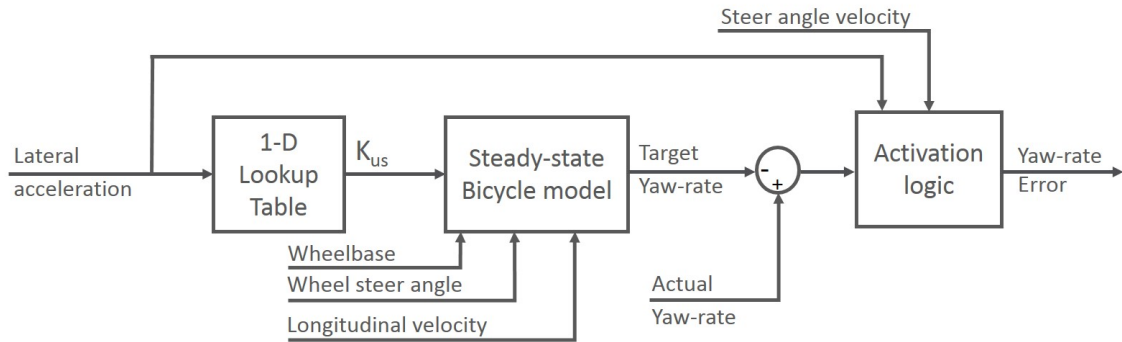 Steer angle velocity
Lateral
acceleration
1-D
Lookup
Table
Kus
Steady-state
Bicycle model
Target
Yaw-rate
-
+
Activation
logic
Yaw-rate
Error
Wheelbase
Wheel steer angle
Longitudinal velocity
Actual
Yaw-rate